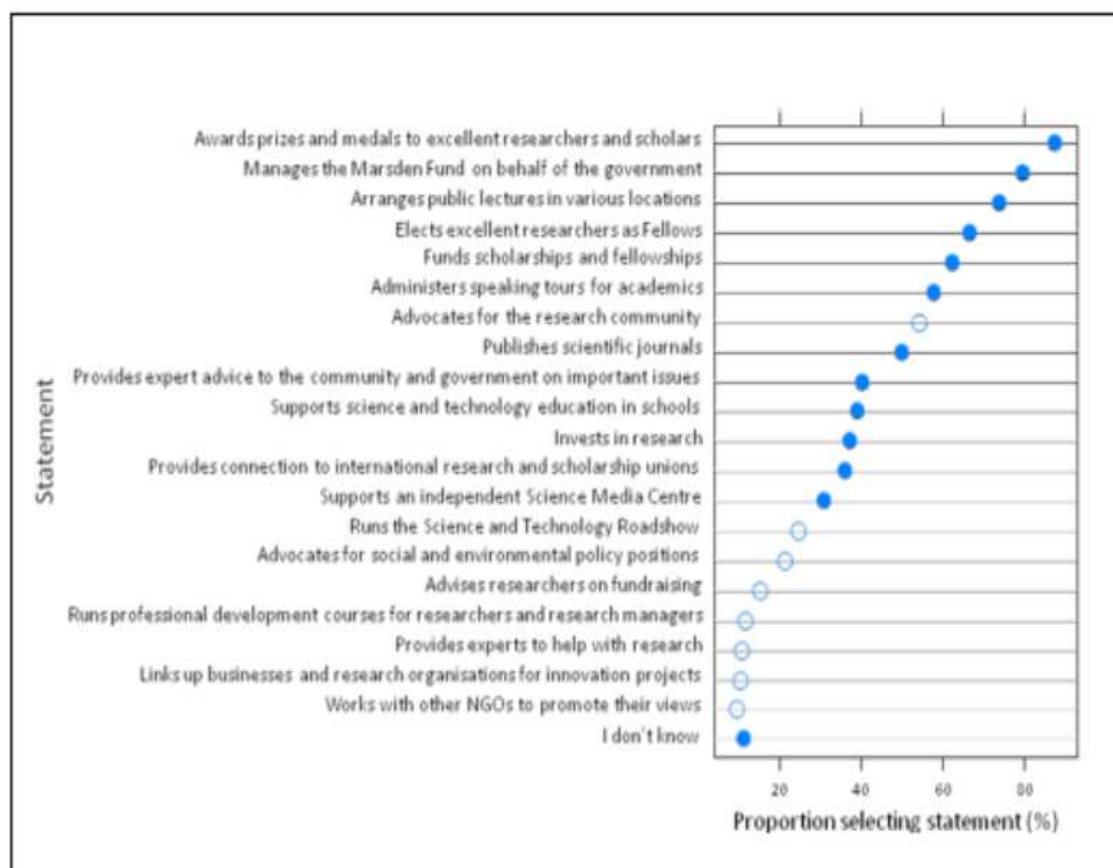 Awards prizes and medals to excellent researchers and scholars
Manages the Marsden Fund on behalf of the government
Arranges public lectures in various locations
Elects excellent researchers as Fellows
Funds scholarships and fellowships
Administers speaking tours for academics
Advocates for the research community
Publishes scientific journals
Provides expert advice to the community and government on important issues
Supports science and technology education in schools
Invests in research
Provides connection to international research and scholarship unions
Supports an independent Science Media Centre
Runs the Science and Technology Roadshow
Advocates for social and environmental policy positions
Advises researchers on fundraising
Runs professional development courses for researchers and research managers
Provides experts to help with research
Links up businesses and research organisations for innovation projects
Works with other NGOs to promote their views
I don't know
Statement
20 40 60 80
Proportion selecting statement (%)